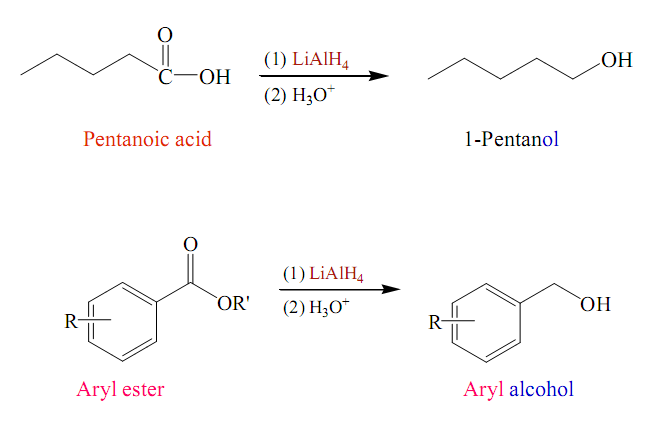 O
C—OH
(1) LiAlH₄
(2) H₃O⁺
OH
Pentanoic acid
1-Pentanol
O
OR'
R
(1) LiAlH₄
(2) H₃O⁺
OH
R
Aryl ester
Aryl alcohol